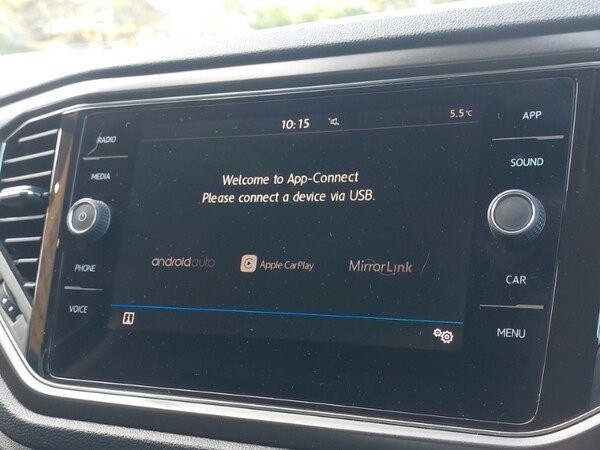 RADIO
MEDIA
PHONE
VOICE
10:15
5.5°C
Welcome to App-Connect
Please connect a device via USB.
androidauto
Apple CarPlay
MirrorLink
i
APP
SOUND
CAR
MENU